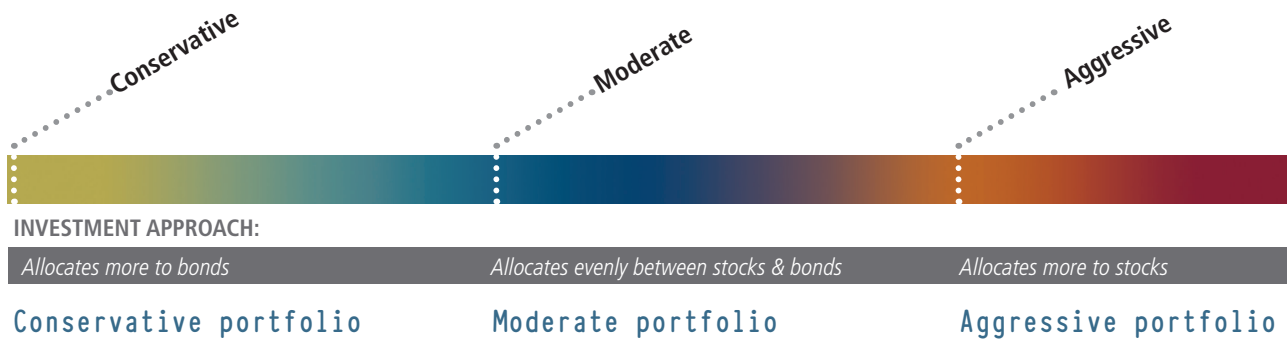 Conservative
Moderate
Aggressive
INVESTMENT APPROACH:
Allocates more to bonds
Allocates evenly between stocks & bonds
Allocates more to stocks
Conservative portfolio
Moderate portfolio
Aggressive portfolio